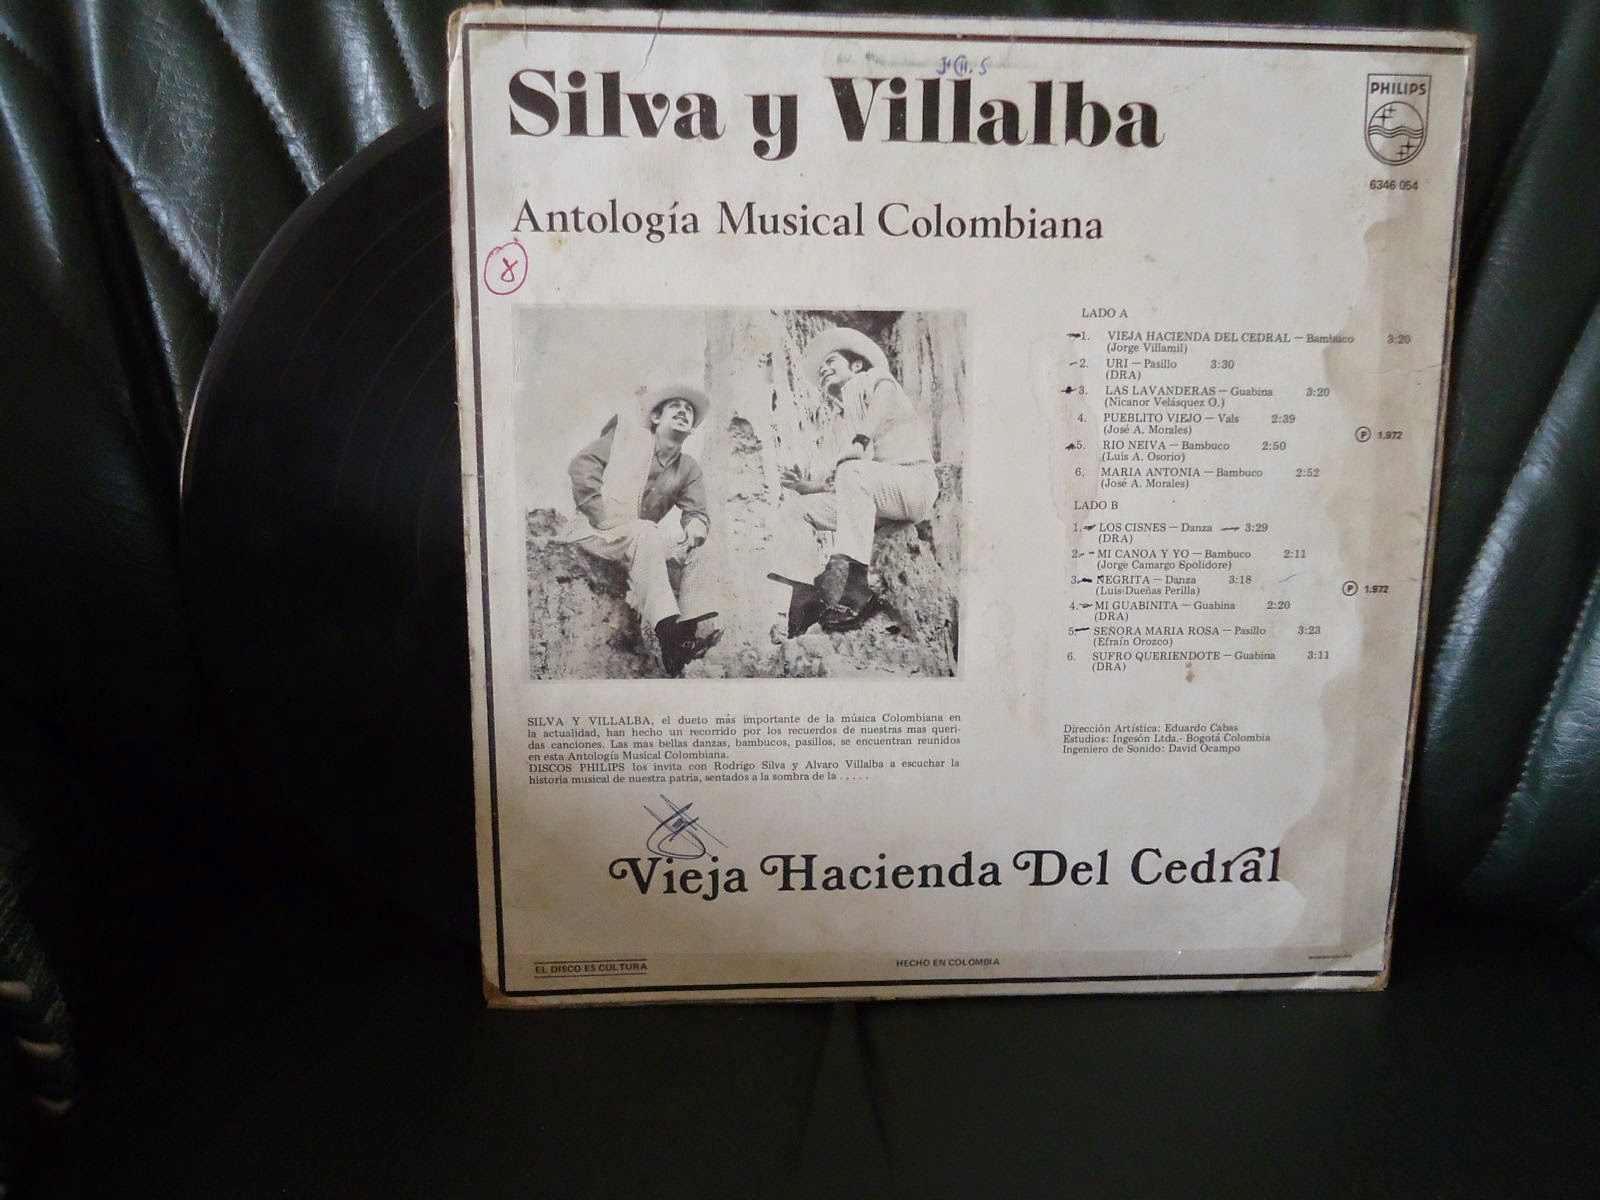 J.CH.S
Silva y Villalba
PHILIPS
6346 054
Antología Musical Colombiana
8
LADO A
1. VIEJA HACIENDA DEL CEDRAL — Bambuco 3:20
(Jorge Villamil)
2. URI — Pasillo 3:30
(DRA)
3. LAS LAVANDERAS — Guabina 3:20
(Nicanor Velásquez O.)
4. PUEBLITO VIEJO — Vals 2:39
(José A. Morales)
5. RIO NEIVA — Bambuco 2:50
(Luis A. Osorio)
6. MARIA ANTONIA — Bambuco 2:52
(José A. Morales)
Ⓟ 1.972
LADO B
1. LOS CISNES — Danza — 3:29
(DRA)
2. MI CANOA Y YO — Bambuco 2:11
(Jorge Camargo Spolidore)
3. NEGRITA — Danza 3:18
(Luis Dueñas Perilla)
4. MI GUABINITA — Guabina 2:20
(DRA)
5. SEÑORA MARIA ROSA — Pasillo 3:23
(Efraín Orozco)
6. SUFRO QUERIENDOTE — Guabina 3:11
(DRA)
Ⓟ 1.972
SILVA Y VILLALBA, el dueto más importante de la música Colombiana en
la actualidad, han hecho un recorrido por los recuerdos de nuestras mas queri-
das canciones. Las mas bellas danzas, bambucos, pasillos, se encuentran reunidos
en esta Antología Musical Colombiana.
DISCOS PHILIPS los invita con Rodrigo Silva y Alvaro Villalba a escuchar la
historia musical de nuestra patria, sentados a la sombra de la .....
Dirección Artística: Eduardo Cabas
Estudios: Ingesón Ltda.- Bogotá Colombia
Ingeniero de Sonido: David Ocampo
Vieja Hacienda Del Cedral
EL DISCO ES CULTURA
HECHO EN COLOMBIA